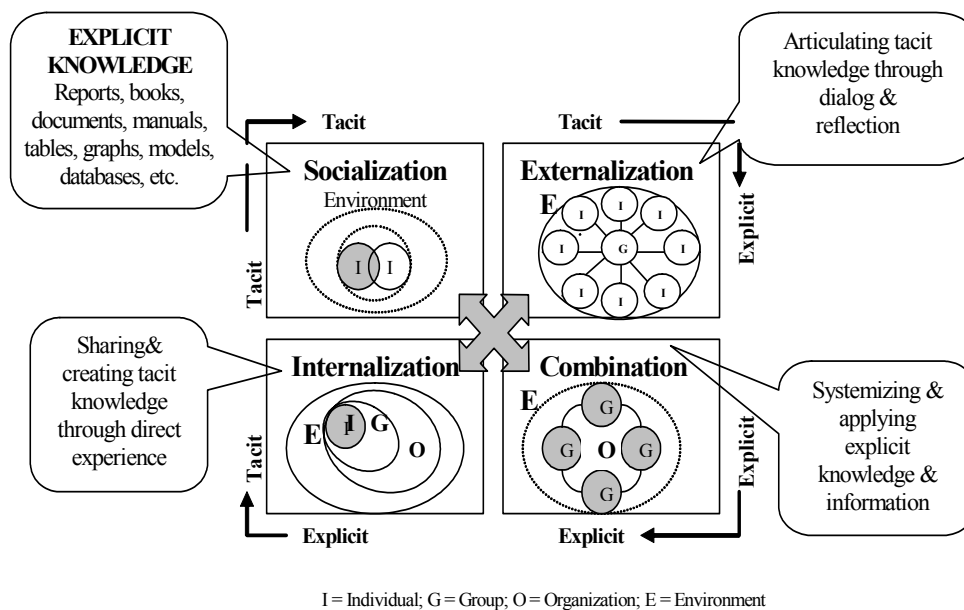 EXPLICIT
KNOWLEDGE
Reports, books,
documents, manuals,
tables, graphs, models,
databases, etc.
Articulating tacit
knowledge through
dialog &
reflection
Tacit
Tacit
Socialization
Environment
I I
Tacit
Externalization
E
I
I
I
I
G
I
I
I
I
I
Explicit
Sharing&
creating tacit
knowledge
through direct
experience
Internalization
E
I
G
O
Tacit
Explicit
Combination
E
G
G
O
G
G
Explicit
Explicit
Systemizing &
applying
explicit
knowledge &
information
I = Individual; G = Group; O = Organization; E = Environment